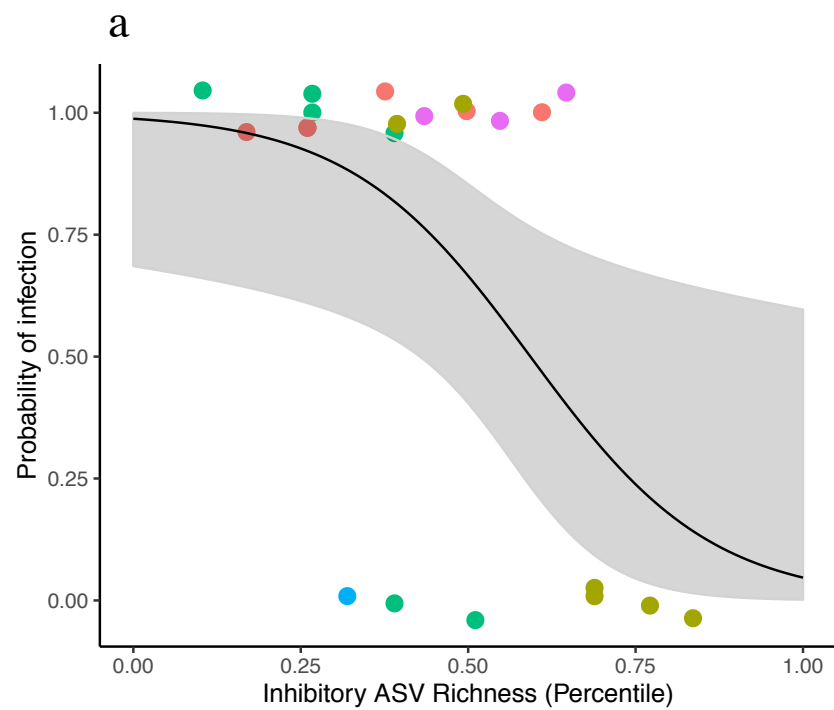 a
Probability of infection
1.00
0.75
0.50
0.25
0.00
0.00 0.25 0.50 0.75 1.00
Inhibitory ASV Richness (Percentile)